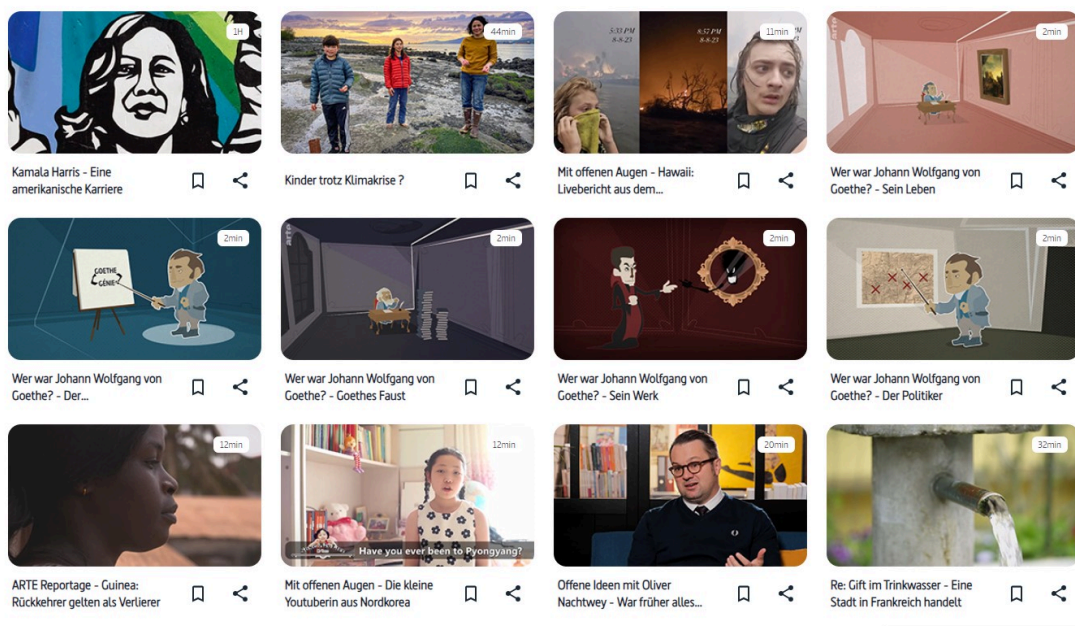 1H
44min
5:33 PM
8-8-23
8:57 PM
8-8-23
11min
arte
2min
Kamala Harris - Eine
amerikanische Karriere
Kinder trotz Klimakrise ?
Mit offenen Augen - Hawaii:
Livebericht aus dem...
Wer war Johann Wolfgang von
Goethe? - Sein Leben
GOETHE
GÉNIE?
2min
arte
2min
2min
2min
Wer war Johann Wolfgang von
Goethe? - Der...
Wer war Johann Wolfgang von
Goethe? - Goethes Faust
Wer war Johann Wolfgang von
Goethe? - Sein Werk
Wer war Johann Wolfgang von
Goethe? - Der Politiker
12min
12min
Have you ever been to Pyongyang?
20min
32min
ARTE Reportage - Guinea:
Rückkehrer gelten als Verlierer
Mit offenen Augen - Die kleine
Youtuberin aus Nordkorea
Offene Ideen mit Oliver
Nachtwey - War früher alles...
Re: Gift im Trinkwasser - Eine
Stadt in Frankreich handelt